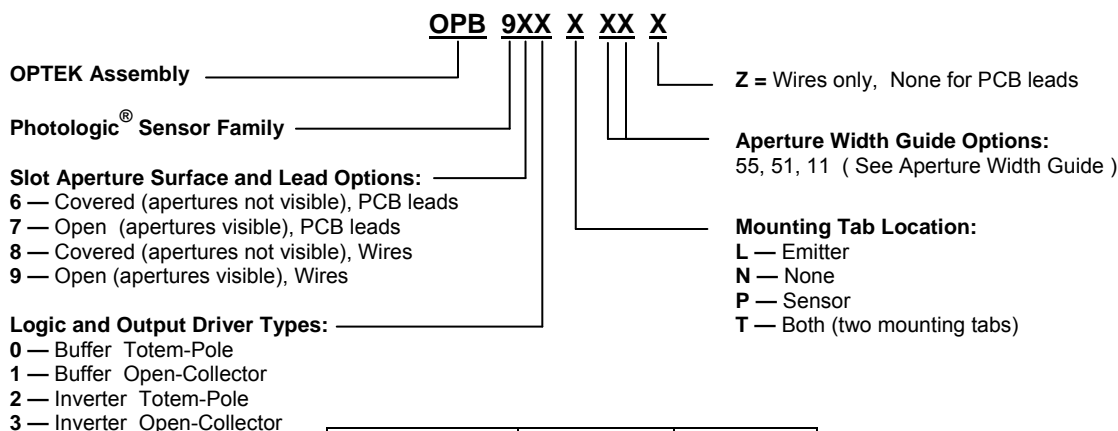 OPB 9XX X XX X
OPTEK Assembly
Photologic® Sensor Family
Slot Aperture Surface and Lead Options:
6 — Covered (apertures not visible), PCB leads
7 — Open (apertures visible), PCB leads
8 — Covered (apertures not visible), Wires
9 — Open (apertures visible), Wires
Logic and Output Driver Types:
0 — Buffer Totem-Pole
1 — Buffer Open-Collector
2 — Inverter Totem-Pole
3 — Inverter Open-Collector
Z = Wires only, None for PCB leads
Aperture Width Guide Options:
55, 51, 11 ( See Aperture Width Guide )
Mounting Tab Location:
L — Emitter
N — None
P — Sensor
T — Both (two mounting tabs)